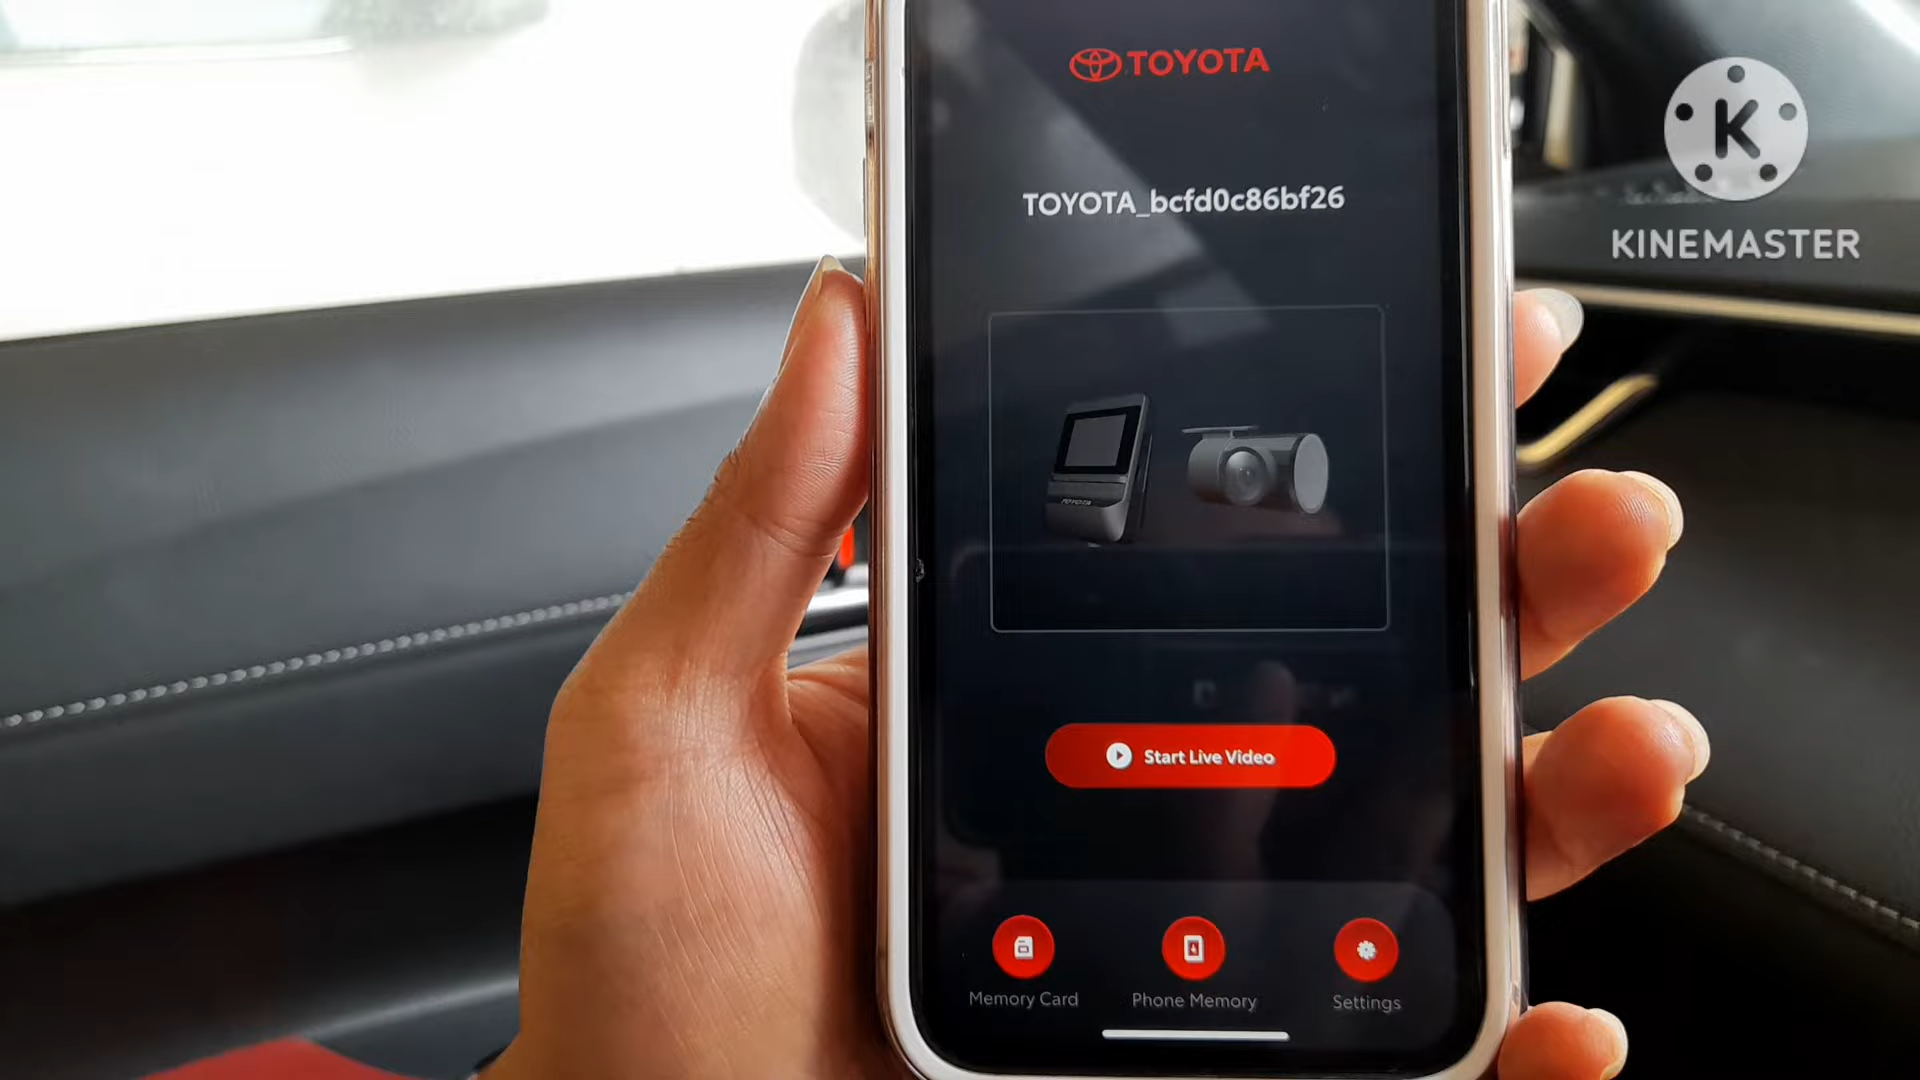 TOYOTA
TOYOTA_bcfd0c86bf26
K
KINEMASTER
Start Live Video
Memory Card
Phone Memory
Settings